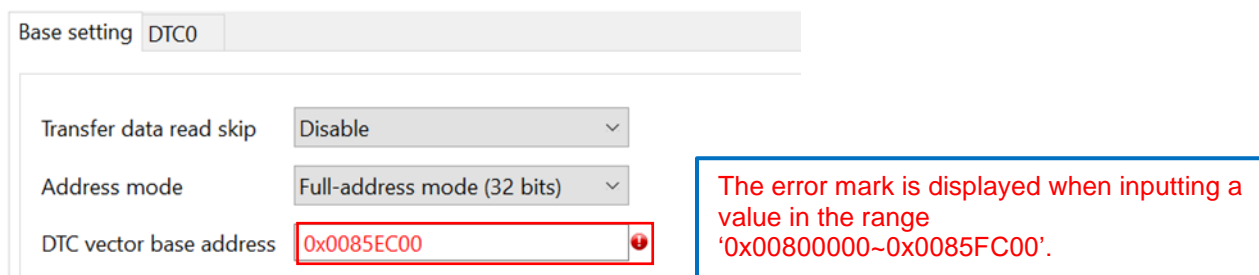 Base setting DTC0
Transfer data read skip Disable
Address mode Full-address mode (32 bits)
DTC vector base address 0x0085EC00
The error mark is displayed when inputting a
value in the range
‘0x00800000~0x0085FC00’.